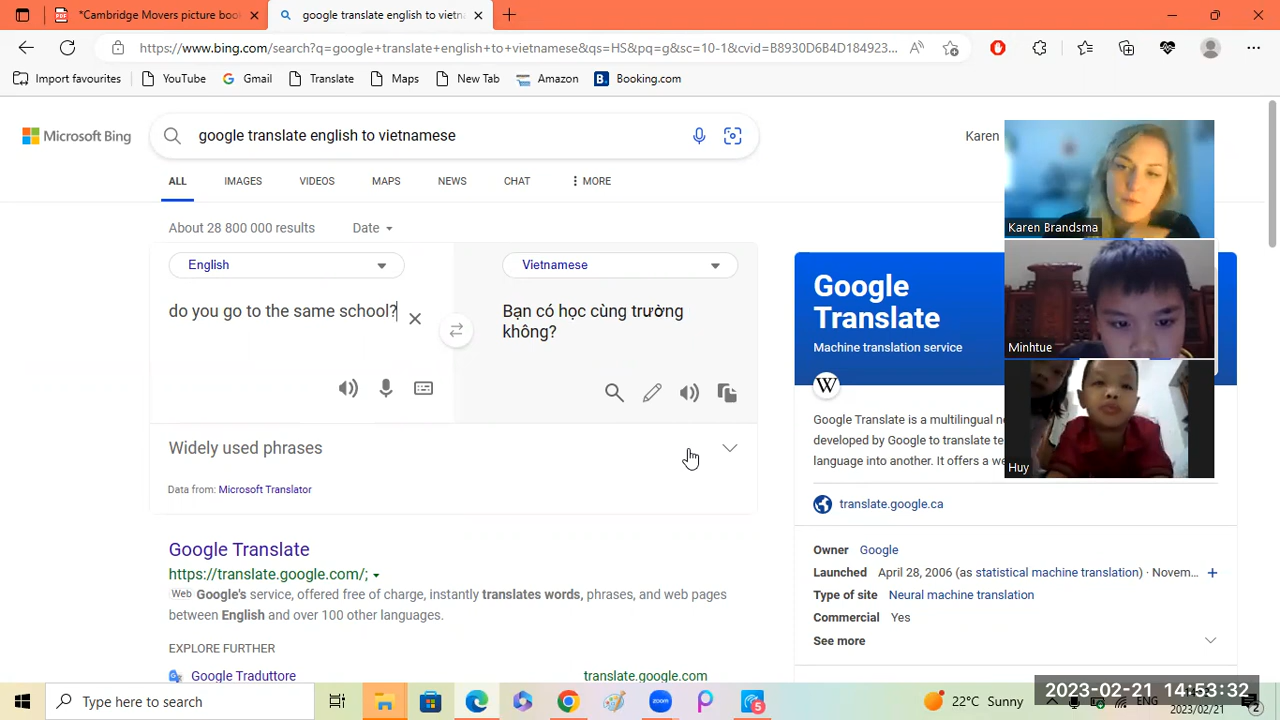 *Cambridge Movers picture boo
google translate english to vietn
https://www.bing.com/search?q=google+translate+english+to+vietnamese&qs=HS&pq=g&sc=10-1&cvid=B8930D6B4D184923...
Import favourites
YouTube
Gmail
Translate
Maps
New Tab
Amazon
Booking.com
Microsoft Bing
google translate english to vietnamese
Karen
ALL
IMAGES
VIDEOS
MAPS
NEWS
CHAT
MORE
About 28 800 000 results
Date
English
Vietnamese
do you go to the same school?
Bạn có học cùng trường
không?
Widely used phrases
Data from: Microsoft Translator
Google Translate
https://translate.google.com/;
Web Google's service, offered free of charge, instantly translates words, phrases, and web pages
between English and over 100 other languages.
EXPLORE FURTHER
Google Traduttore
translate.google.com
Google
Translate
Machine translation service
W
Google Translate is a multilingual ne
developed by Google to translate te
language into another. It offers a we
translate.google.ca
Owner Google
Launched April 28, 2006 (as statistical machine translation) · Novem...
Type of site Neural machine translation
Commercial Yes
See more
Karen Brandsma
Minhtue
Huy
Type here to search
zoom
5
22°C Sunny
ENG
2023-02-21 14:53:32
2023/02/21
2